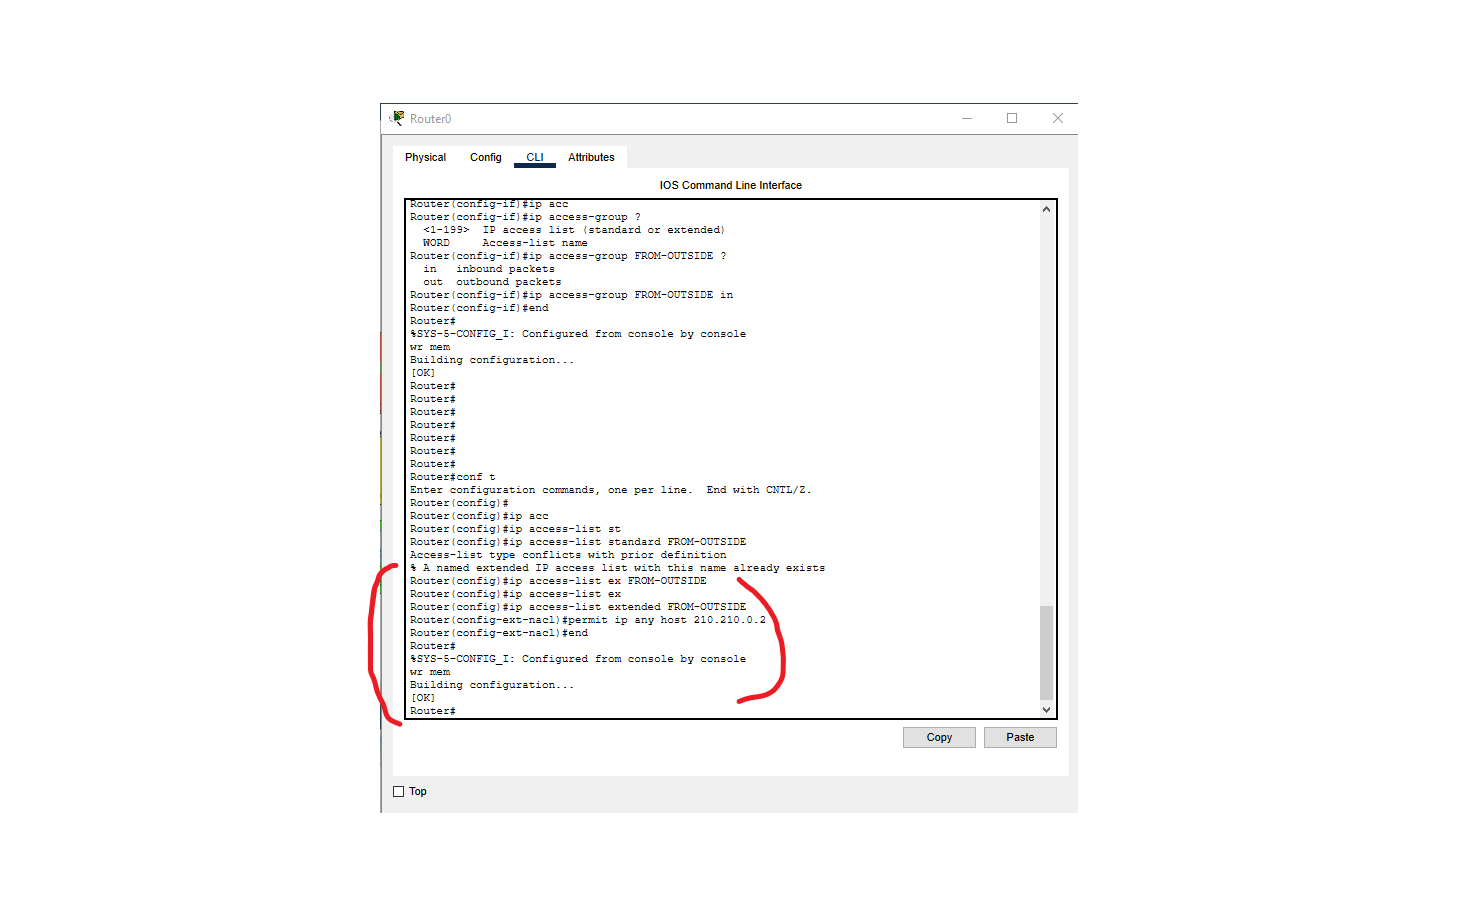 Router0
Physical Config CLI Attributes
IOS Command Line Interface
Router(config-if)#ip acc
Router(config-if)#ip access-group ?
  <1-199>  IP access list (standard or extended)
  WORD     Access-list name
Router(config-if)#ip access-group FROM-OUTSIDE ?
  in   inbound packets
  out  outbound packets
Router(config-if)#ip access-group FROM-OUTSIDE in
Router(config-if)#end
Router#
%SYS-5-CONFIG_I: Configured from console by console
wr mem
Building configuration...
[OK]
Router#
Router#
Router#
Router#
Router#
Router#
Router#
Router#conf t
Enter configuration commands, one per line.  End with CNTL/Z.
Router(config)#
Router(config)#ip acc
Router(config)#ip access-list st
Router(config)#ip access-list standard FROM-OUTSIDE
Access-list type conflicts with prior definition
% A named extended IP access list with this name already exists
Router(config)#ip access-list ex FROM-OUTSIDE
Router(config)#ip access-list ex
Router(config)#ip access-list extended FROM-OUTSIDE
Router(config-ext-nacl)#permit ip any host 210.210.0.2
Router(config-ext-nacl)#end
Router#
%SYS-5-CONFIG_I: Configured from console by console
wr mem
Building configuration...
[OK]
Router#
Copy Paste
Top